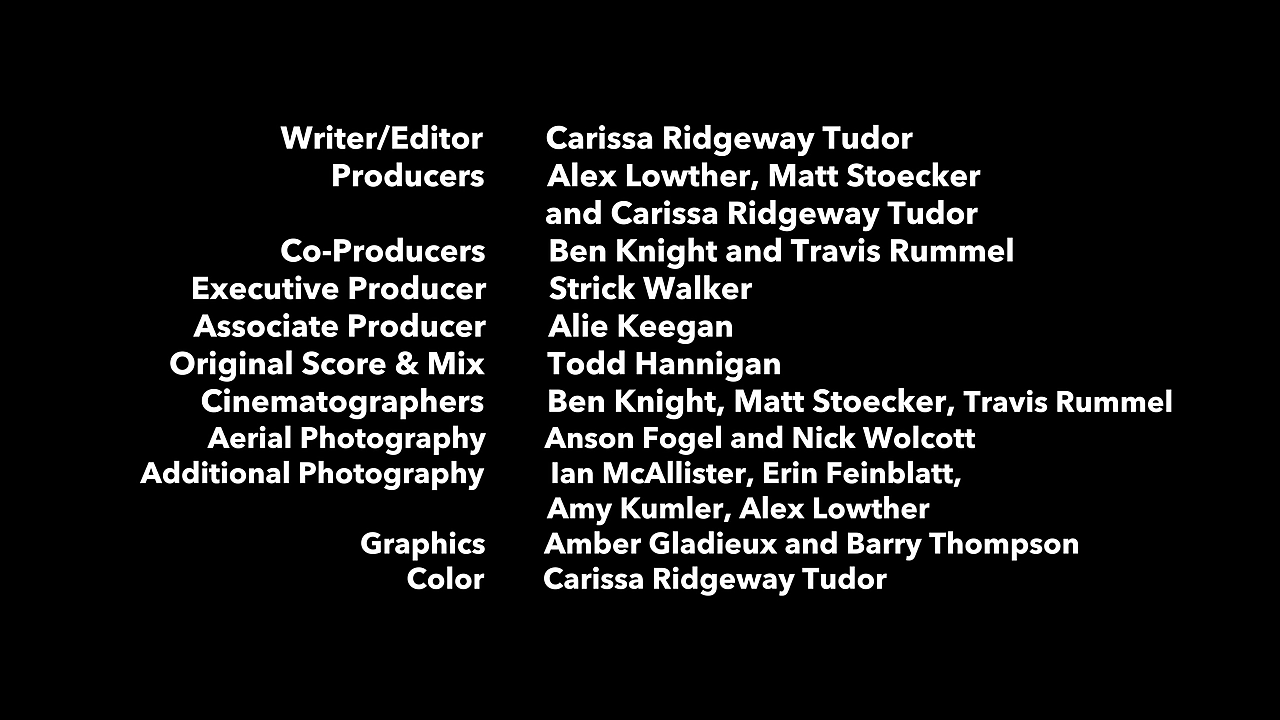 Writer/Editor Carissa Ridgeway Tudor
Producers Alex Lowther, Matt Stoecker
and Carissa Ridgeway Tudor
Co-Producers Ben Knight and Travis Rummel
Executive Producer Strick Walker
Associate Producer Alie Keegan
Original Score & Mix Todd Hannigan
Cinematographers Ben Knight, Matt Stoecker, Travis Rummel
Aerial Photography Anson Fogel and Nick Wolcott
Additional Photography Ian McAllister, Erin Feinblatt,
Amy Kumler, Alex Lowther
Graphics Amber Gladieux and Barry Thompson
Color Carissa Ridgeway Tudor